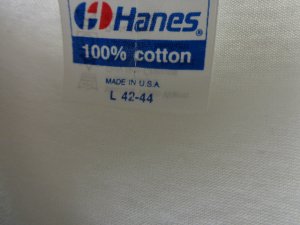 Hanes®
100% cotton
MADE IN U.S.A.
L 42-44